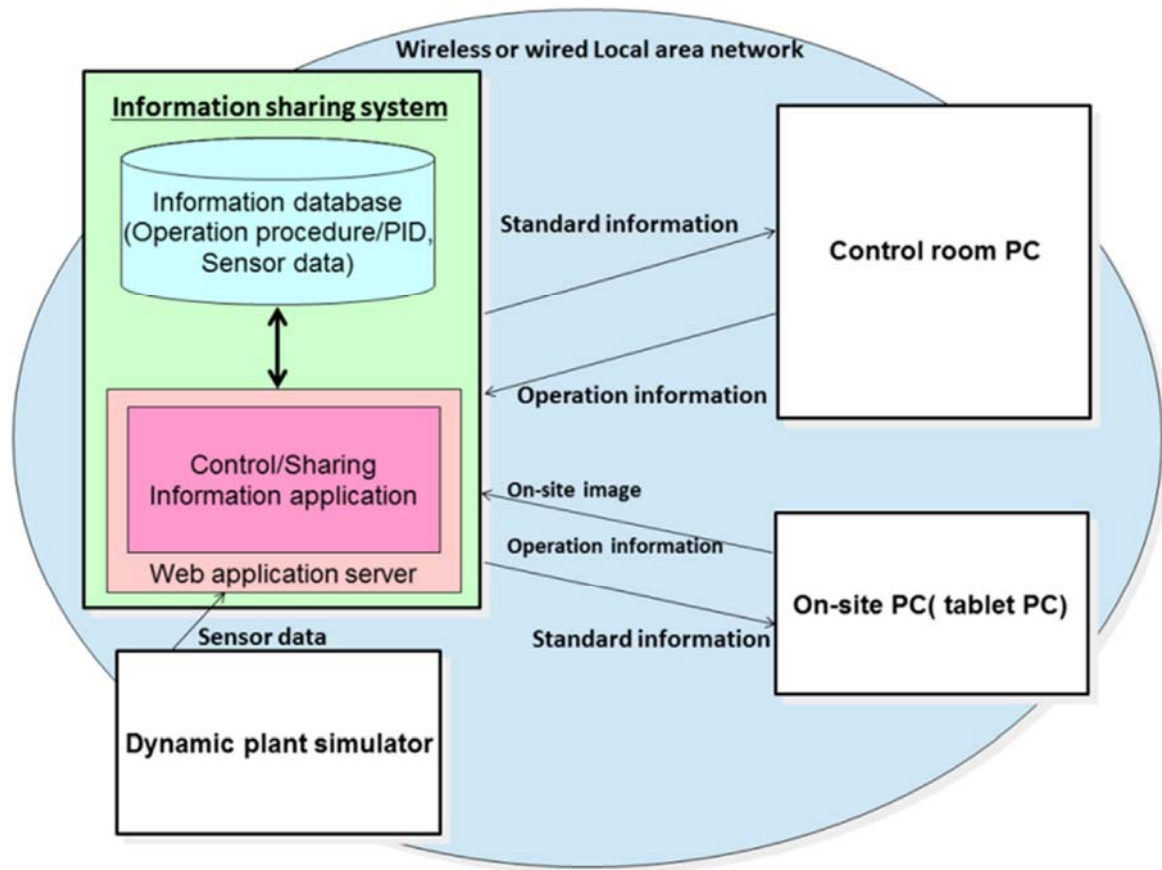 Wireless or wired Local area network
Information sharing system
Information database
(Operation procedure/PID,
Sensor data)
Standard information
Control room PC
Operation information
Control/Sharing
Information application
On-site image
Operation information
Web application server
On-site PC( tablet PC)
Sensor data
Standard information
Dynamic plant simulator